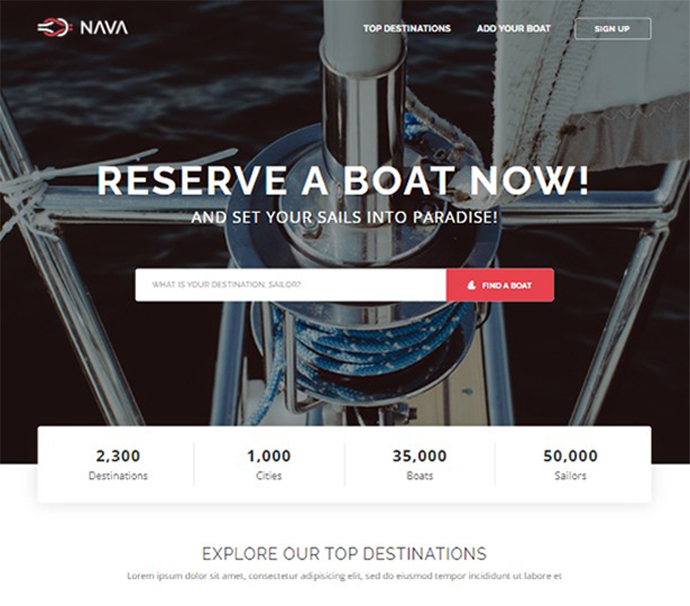 NAVA
TOP DESTINATIONS
ADD YOUR BOAT
SIGN UP
RESERVE A BOAT NOW!
AND SET YOUR SAILS INTO PARADISE!
WHAT IS YOUR DESTINATION, SAILOR?
FIND A BOAT
2,300
Destinations
1,000
Cities
35,000
Boats
50,000
Sailors
EXPLORE OUR TOP DESTINATIONS
Lorem ipsum dolor sit amet, consectetur adipisicing elit, sed do eiusmod tempor incididunt ut labore et